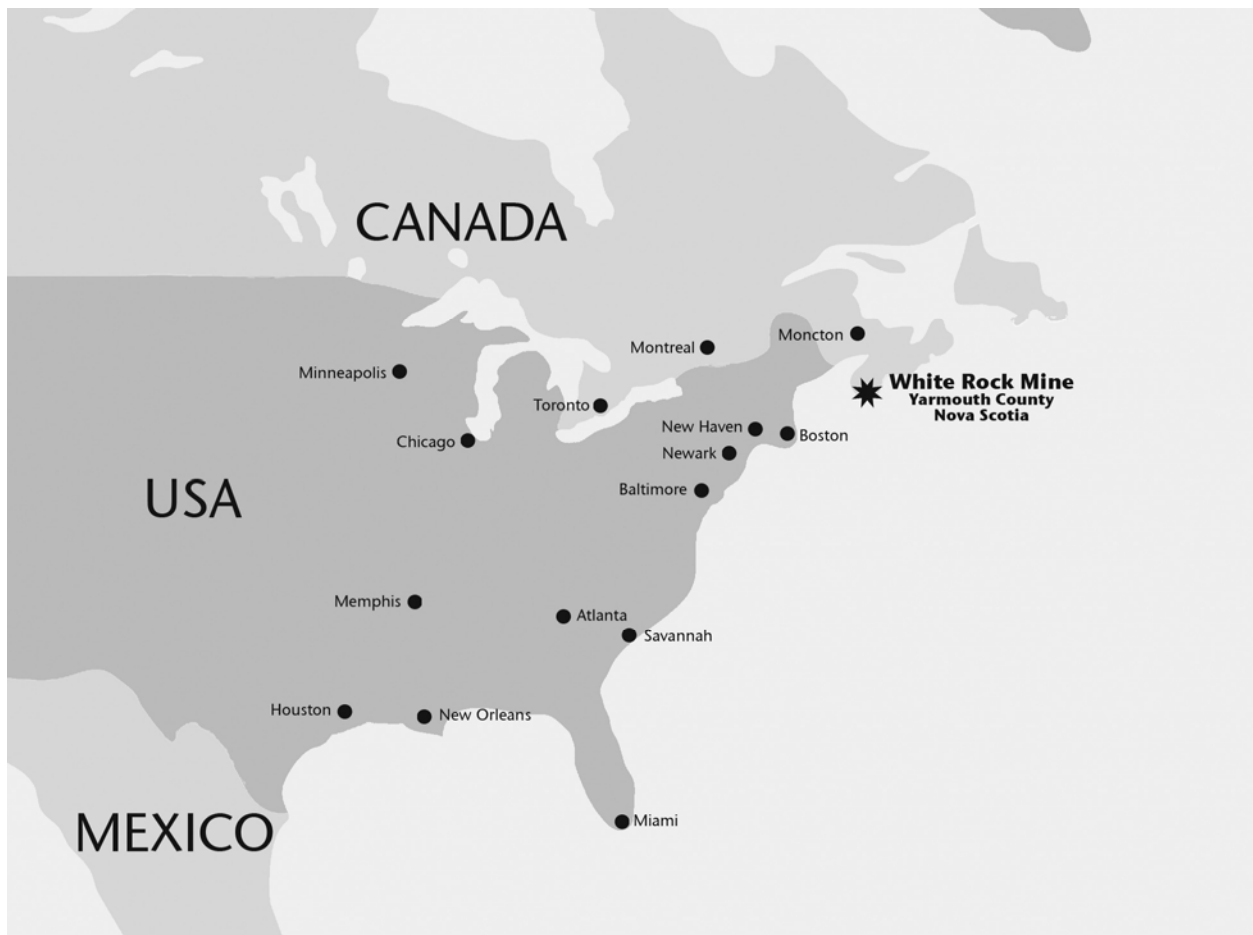 CANADA
Montreal
Moncton
Minneapolis
White Rock Mine
Yarmouth County
Nova Scotia
Toronto
New Haven
Boston
Chicago
Newark
USA
Baltimore
Memphis
Atlanta
Savannah
Houston
New Orleans
MEXICO
Miami